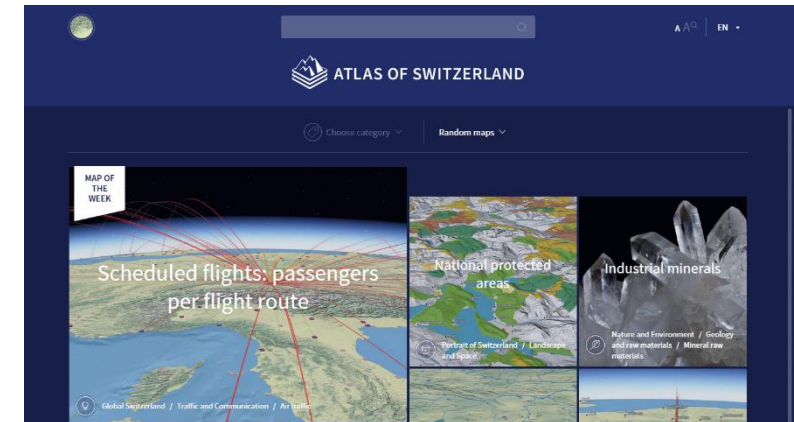 AAQ
EN
ATLAS OF SWITZERLAND
Choose category
Random maps
MAP OF
THE
WEEK
Scheduled flights: passengers
per flight route
Global Switzerland / Traffic and Communication / Air traffic
National protected
areas
Portrait of Switzerland / Landscape
and Space
Industrial minerals
Nature and Environment / Geology
and raw materials / Mineral raw
materials